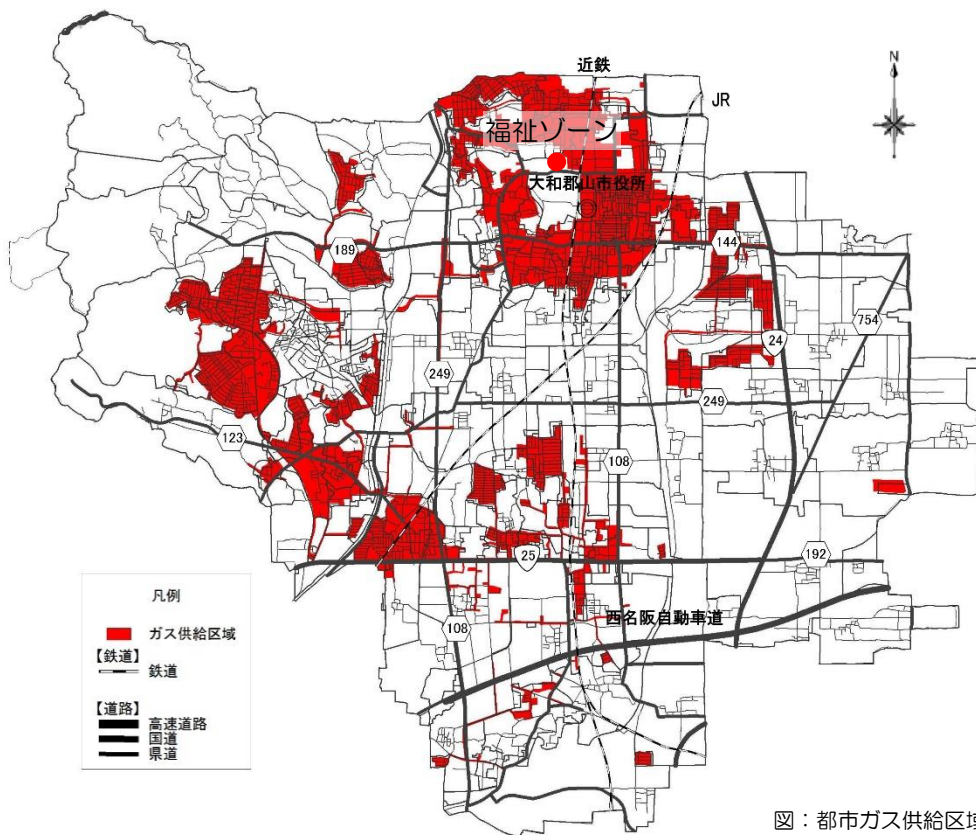 近鉄
N
JR
福祉ゾーン
大和郡山市役所
189
144
754
24
249
249
123
108
25
192
西名阪自動車道
108
凡例
ガス供給区域
【鉄道】
鉄道
【道路】
高速道路
国道
県道
図：都市ガス供給区域